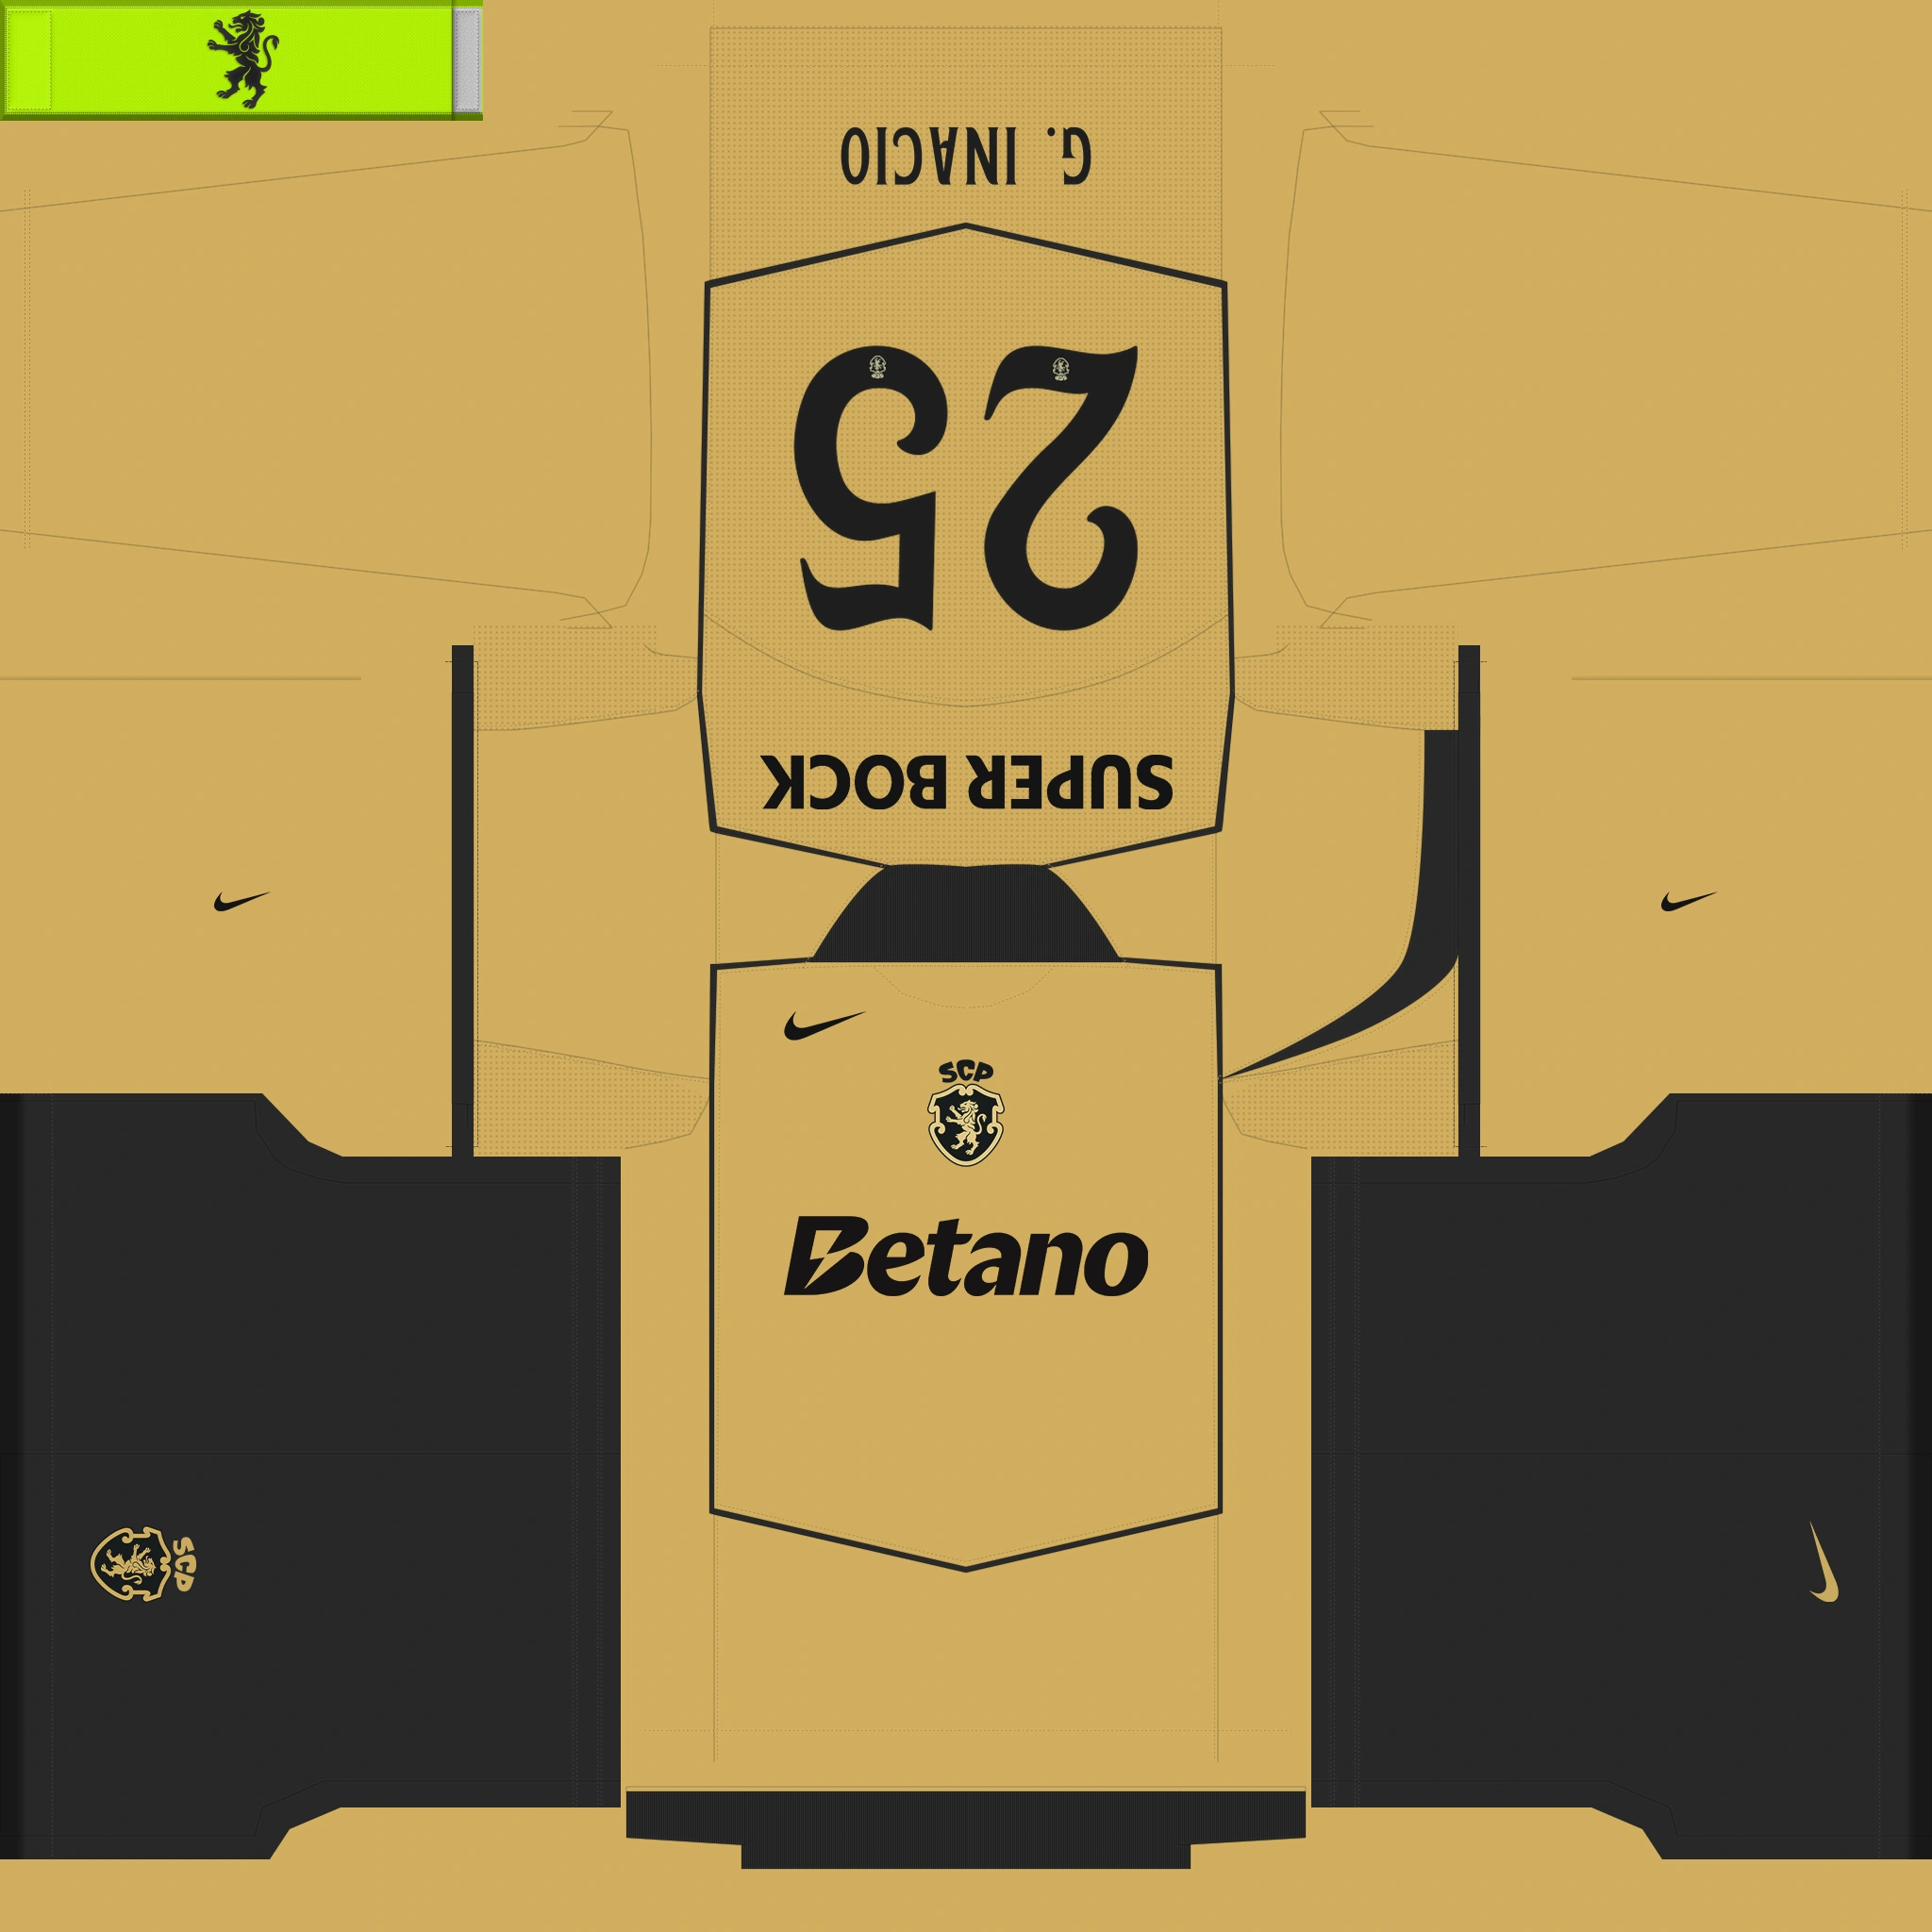 G. INACIO
25
SUPER BOCK
SCP
Betano
SCP